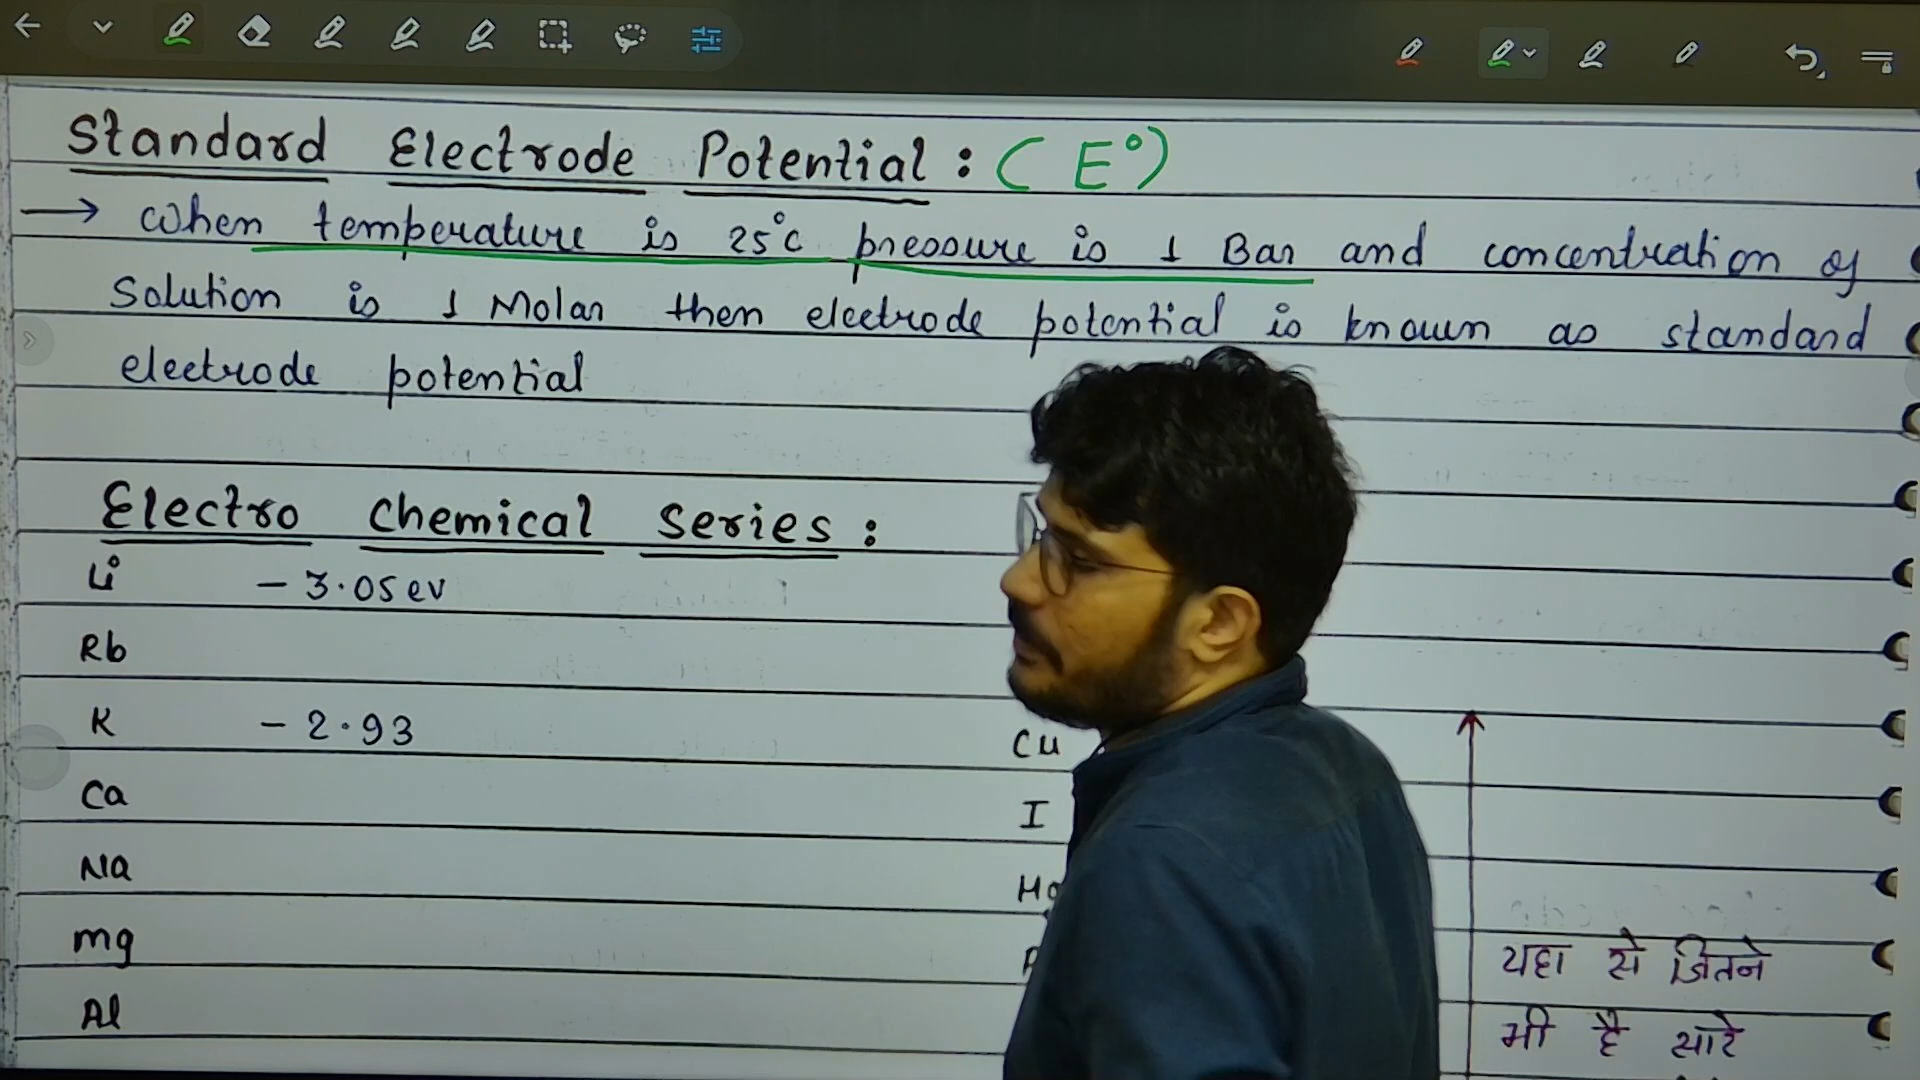 Standard Electrode Potential : ( E° )
→ When temperature is 25°c pressure is 1 Bar and concentration of
Solution is 1 Molar then electrode potential is known as standard
electrode potential
Electro Chemical Series :
Li - 3.05 ev
Rb
K - 2.93
Ca
Na
mg
Al
Cu
I
यहा से जितने
भी है सारे